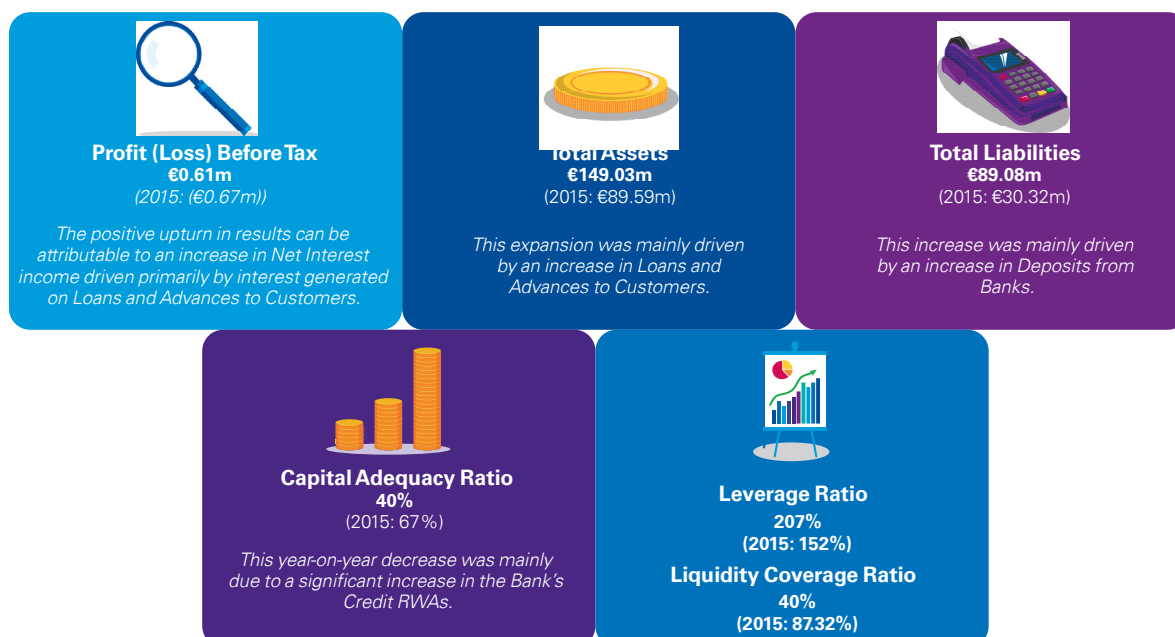 Profit (Loss) Before Tax
€0.61m
(2015: (€0.67m))
The positive upturn in results can be
attributable to an increase in Net Interest
income driven primarily by interest generated
on Loans and Advances to Customers.
Total Assets
€149.03m
(2015: €89.59m)
This expansion was mainly driven
by an increase in Loans and
Advances to Customers.
Total Liabilities
€89.08m
(2015: €30.32m)
This increase was mainly driven
by an increase in Deposits from
Banks.
Capital Adequacy Ratio
40%
(2015: 67%)
This year-on-year decrease was mainly
due to a significant increase in the Bank's
Credit RWAs.
Leverage Ratio
207%
(2015: 152%)
Liquidity Coverage Ratio
40%
(2015: 87.32%)